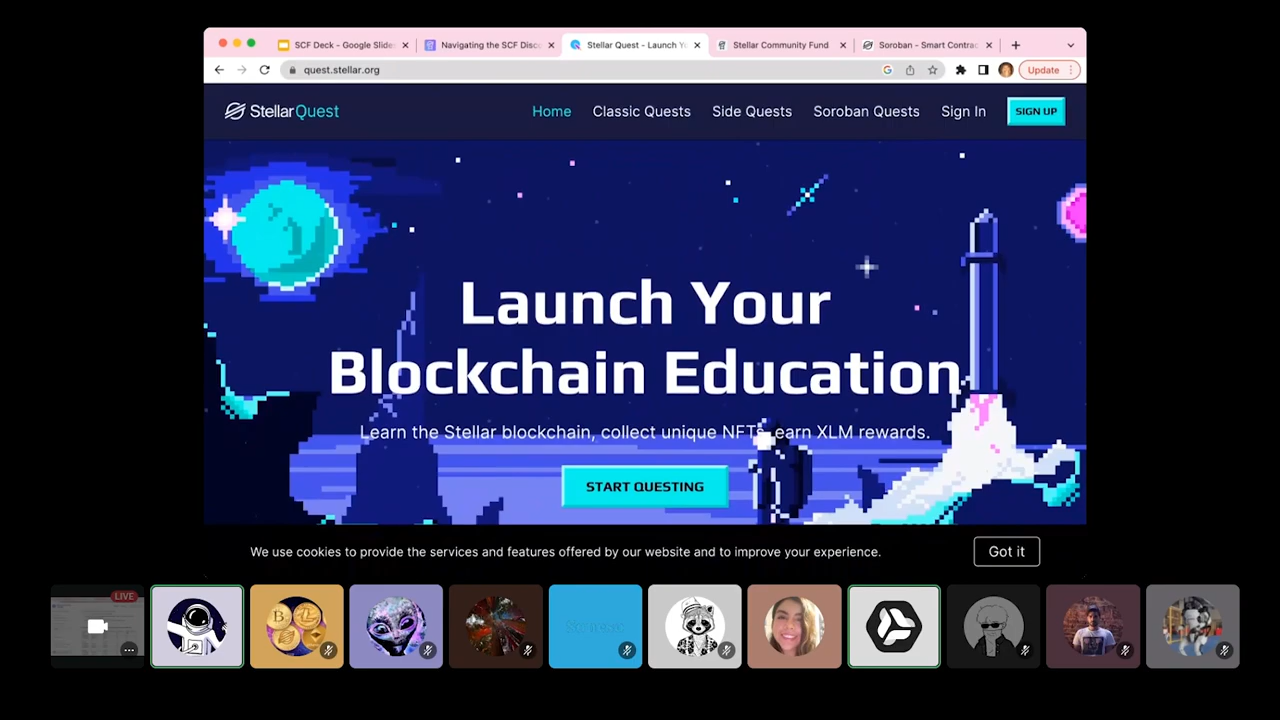 SCF Deck - Google Slide
Navigating the SCF Disc
Stellar Quest - Launch Y
Stellar Community Fund
Soroban - Smart Contrac
quest.stellar.org
Update
StellarQuest
Home
Classic Quests
Side Quests
Soroban Quests
Sign In
SIGN UP
Launch Your
Blockchain Education
Learn the Stellar blockchain, collect unique NFTs, earn XLM rewards.
START QUESTING
We use cookies to provide the services and features offered by our website and to improve your experience.
Got it
LIVE